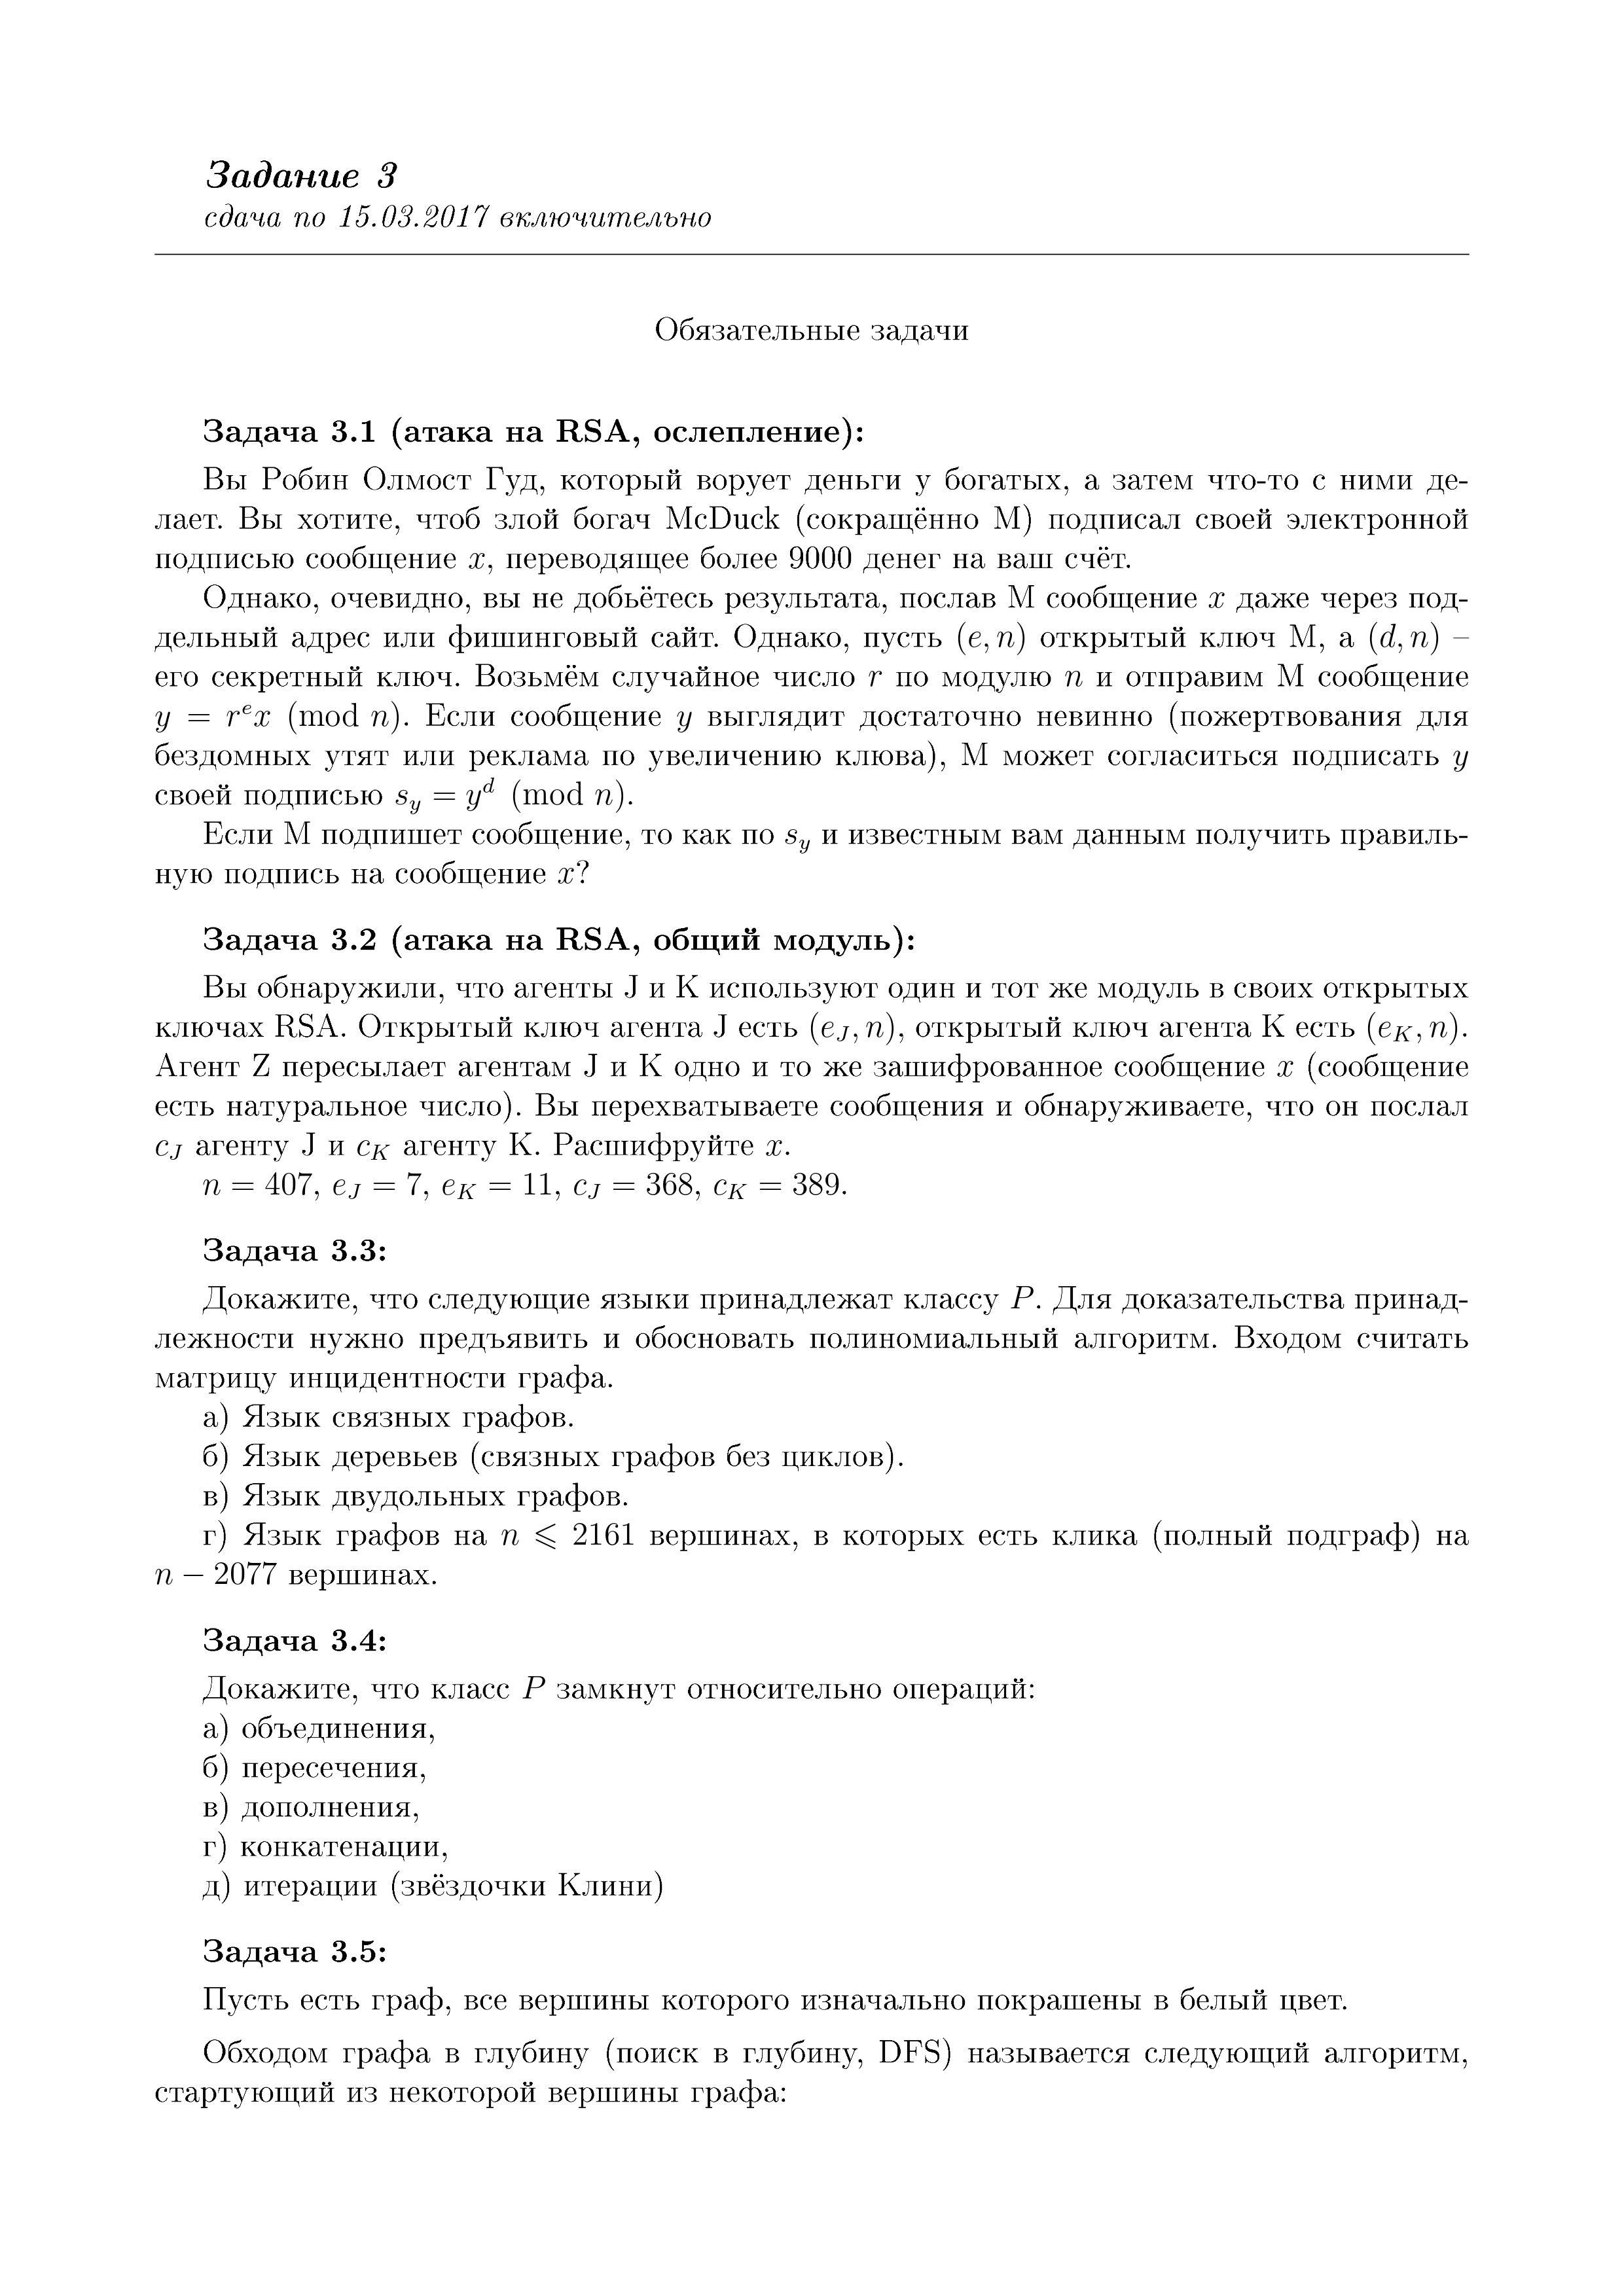 Задание 3
сдача по 15.03.2017 включительно
Обязательные задачи
Задача 3.1 (атака на RSA, ослепление):
Вы Робин Олмост Гуд, который ворует деньги у богатых, а затем что-то с ними де-
лает. Вы хотите, чтоб злой богач McDuck (сокращённо М) подписал своей электронной
подписью сообщение x, переводящее более 9000 денег на ваш счёт.
Однако, очевидно, вы не добьётесь результата, послав М сообщение x даже через под-
дельный адрес или фишинговый сайт. Однако, пусть (e, n) открытый ключ М, а (d, n) –
его секретный ключ. Возьмём случайное число r по модулю n и отправим М сообщение
y = rᵉx (mod n). Если сообщение y выглядит достаточно невинно (пожертвования для
бездомных утят или реклама по увеличению клюва), М может согласиться подписать y
своей подписью s_y = y^d (mod n).
Если М подпишет сообщение, то как по s_y и известным вам данным получить правиль-
ную подпись на сообщение x?
Задача 3.2 (атака на RSA, общий модуль):
Вы обнаружили, что агенты J и K используют один и тот же модуль в своих открытых
ключах RSA. Открытый ключ агента J есть (e_J, n), открытый ключ агента K есть (e_K, n).
Агент Z пересылает агентам J и K одно и то же зашифрованное сообщение x (сообщение
есть натуральное число). Вы перехватываете сообщения и обнаруживаете, что он послал
c_J агенту J и c_K агенту K. Расшифруйте x.
n = 407, e_J = 7, e_K = 11, c_J = 368, c_K = 389.
Задача 3.3:
Докажите, что следующие языки принадлежат классу P. Для доказательства принад-
лежности нужно предъявить и обосновать полиномиальный алгоритм. Входом считать
матрицу инцидентности графа.
а) Язык связных графов.
б) Язык деревьев (связных графов без циклов).
в) Язык двудольных графов.
г) Язык графов на n ⩽ 2161 вершинах, в которых есть клика (полный подграф) на
n − 2077 вершинах.
Задача 3.4:
Докажите, что класс P замкнут относительно операций:
а) объединения,
б) пересечения,
в) дополнения,
г) конкатенации,
д) итерации (звёздочки Клини)
Задача 3.5:
Пусть есть граф, все вершины которого изначально покрашены в белый цвет.
Обходом графа в глубину (поиск в глубину, DFS) называется следующий алгоритм,
стартующий из некоторой вершины графа: